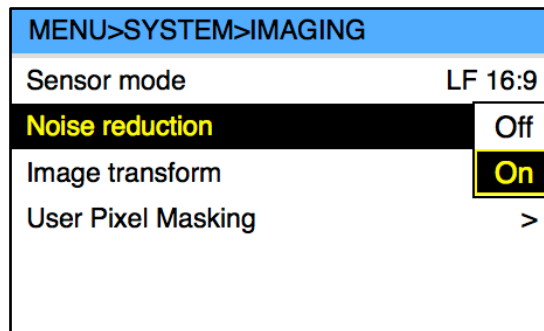 MENU>SYSTEM>IMAGING
Sensor mode LF 16:9
Noise reduction Off
Image transform On
User Pixel Masking >